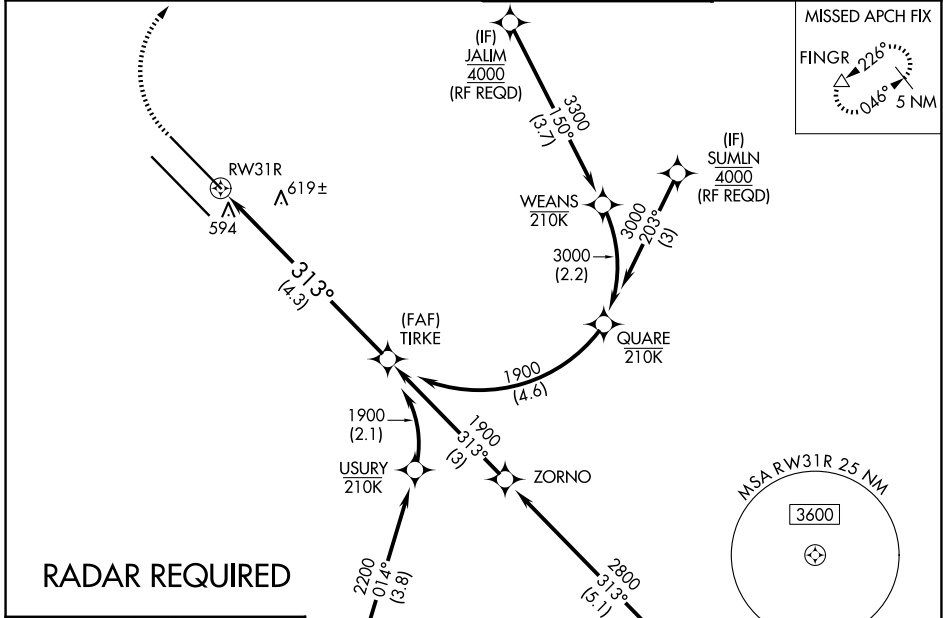 MISSED APCH FIX
FINGR
226°
046°
5 NM
(IF)
JALIM
4000
(RF REQD)
3300
150°
(3.7)
(IF)
SUMLN
4000
(RF REQD)
RW31R
619±
594
WEANS
210K
3000
203°
(3)
3000
(2.2)
313°
(4.3)
(FAF)
TIRKE
QUARE
210K
1900
(4.6)
1900
(2.1)
1900
313°
(3)
USURY
210K
ZORNO
MSA RW31R 25 NM
3600
RADAR REQUIRED
2200
014°
(3.8)
2800
313°
(5.1)